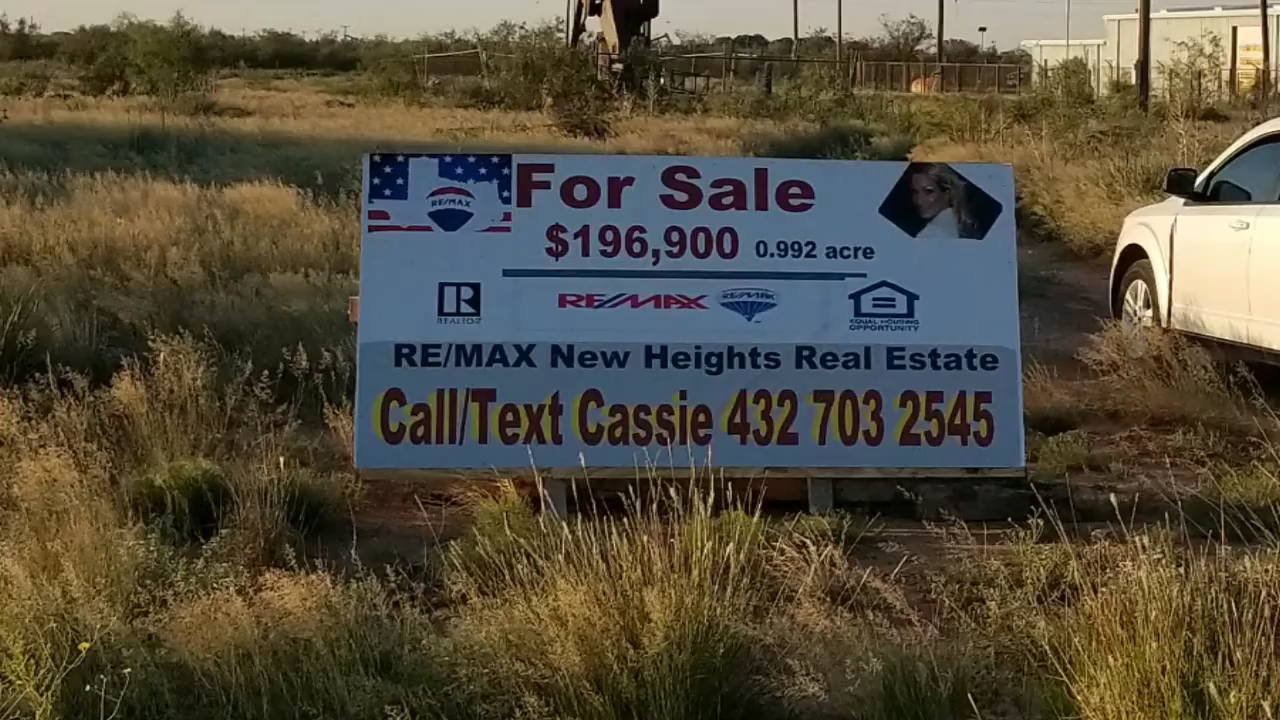 RE/MAX
For Sale
$196,900 0.992 acre
R
REALTOR
RE/MAX
RE/MAX
EQUAL HOUSING
OPPORTUNITY
RE/MAX New Heights Real Estate
Call/Text Cassie 432 703 2545